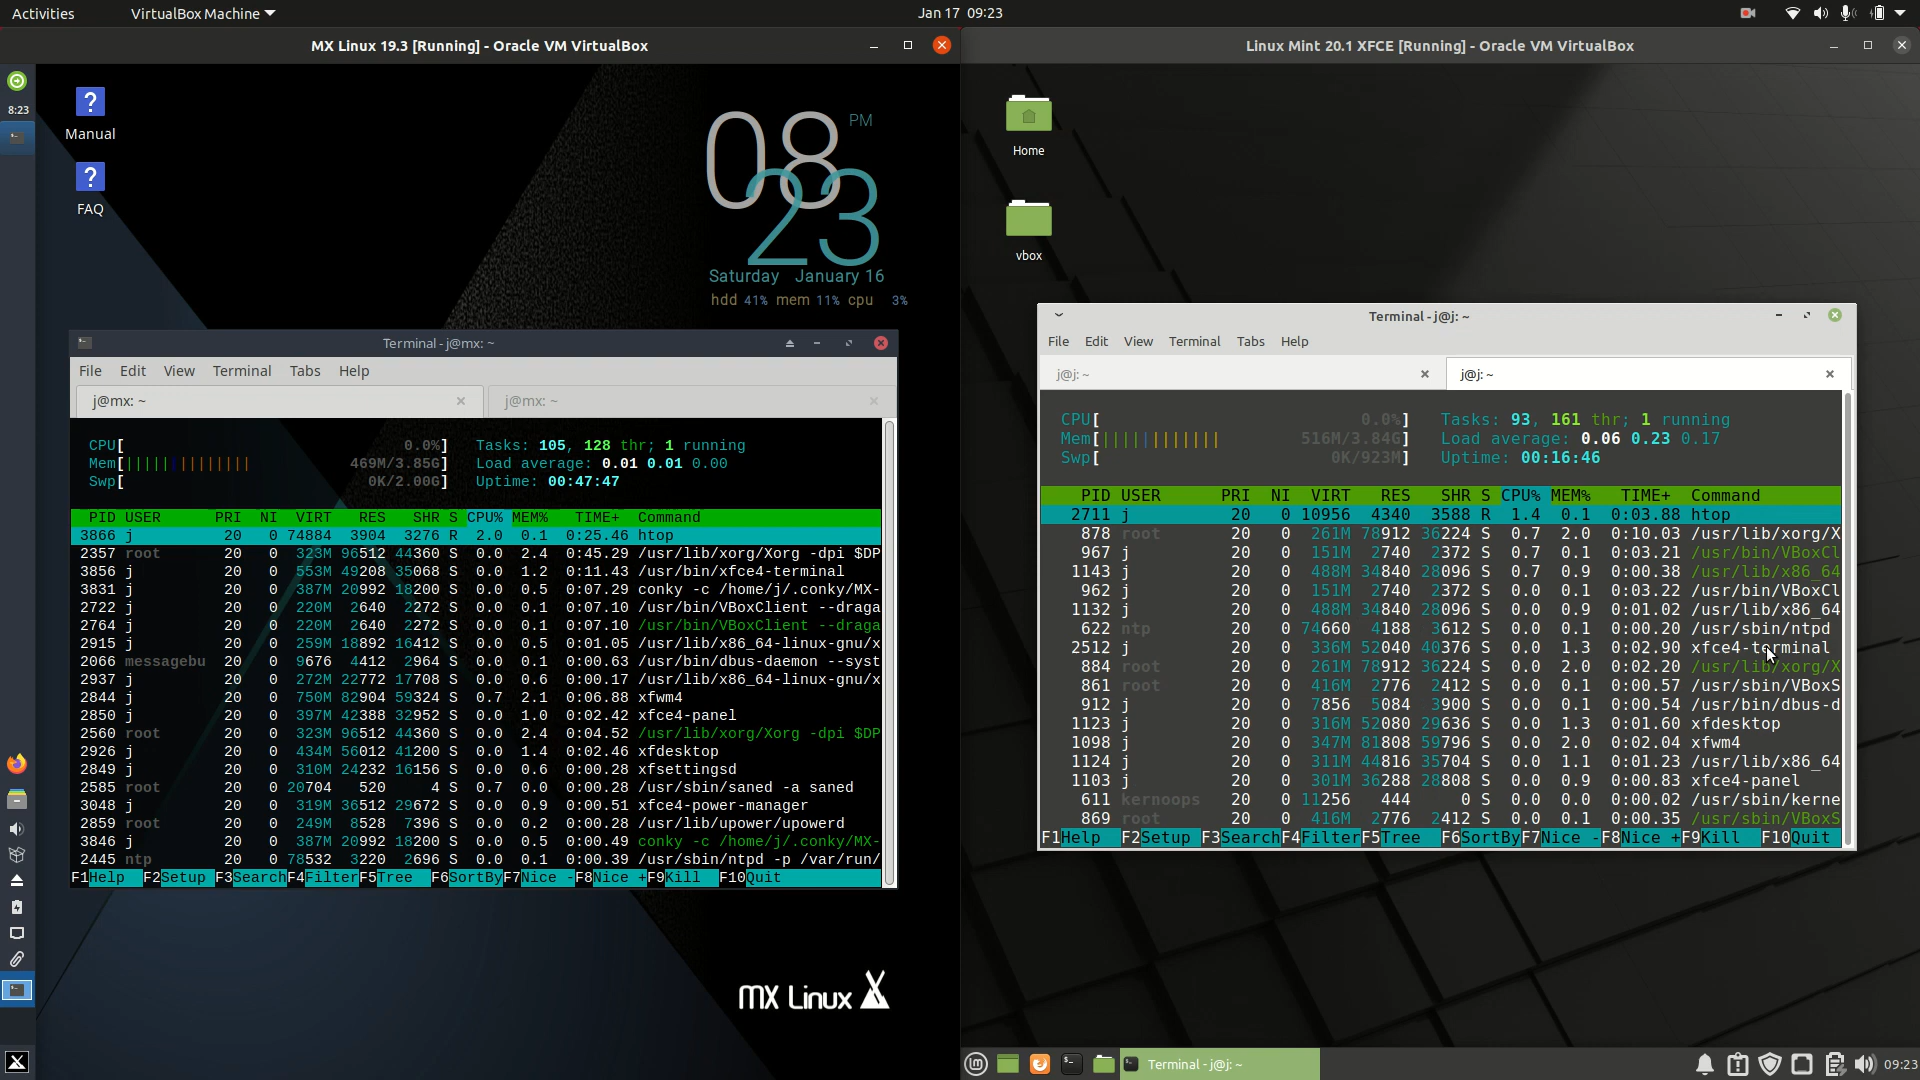 Activities VirtualBox Machine Jan 17 09:23
MX Linux 19.3 [Running] - Oracle VM VirtualBox
8:23
Manual
FAQ
08 PM
23
Saturday January 16
hdd 41% mem 11% cpu 3%
Terminal - j@mx: ~
File Edit View Terminal Tabs Help
j@mx: ~ j@mx: ~
CPU[ 0.0%] Tasks: 105, 128 thr; 1 running
Mem[|||||||||||||| 469M/3.85G] Load average: 0.01 0.01 0.00
Swp[ 0K/2.00G] Uptime: 00:47:47
PID USER PRI NI VIRT RES SHR S CPU% MEM% TIME+ Command
3866 j 20 0 74884 3904 3276 R 2.0 0.1 0:25.46 htop
2357 root 20 0 323M 96512 44360 S 0.0 2.4 0:45.29 /usr/lib/xorg/Xorg -dpi $DP
3856 j 20 0 553M 49208 35068 S 0.0 1.2 0:11.43 /usr/bin/xfce4-terminal
3831 j 20 0 387M 20992 18200 S 0.0 0.5 0:07.29 conky -c /home/j/.conky/MX-
2722 j 20 0 220M 2640 2272 S 0.0 0.1 0:07.10 /usr/bin/VBoxClient --draga
2764 j 20 0 220M 2640 2272 S 0.0 0.1 0:07.10 /usr/bin/VBoxClient --draga
2915 j 20 0 259M 18892 16412 S 0.0 0.5 0:01.05 /usr/lib/x86_64-linux-gnu/x
2066 messagebu 20 0 9676 4412 2964 S 0.0 0.1 0:00.63 /usr/bin/dbus-daemon --syst
2937 j 20 0 272M 22772 17708 S 0.0 0.6 0:00.17 /usr/lib/x86_64-linux-gnu/x
2844 j 20 0 750M 82904 59324 S 0.7 2.1 0:06.88 xfwm4
2850 j 20 0 397M 42388 32952 S 0.0 1.0 0:02.42 xfce4-panel
2560 root 20 0 323M 96512 44360 S 0.0 2.4 0:04.52 /usr/lib/xorg/Xorg -dpi $DP
2926 j 20 0 434M 56012 41200 S 0.0 1.4 0:02.46 xfdesktop
2849 j 20 0 310M 24232 16156 S 0.0 0.6 0:00.28 xfsettingsd
2585 root 20 0 20704 520 4 S 0.7 0.0 0:00.28 /usr/sbin/saned -a saned
3048 j 20 0 319M 36512 29672 S 0.0 0.9 0:00.51 xfce4-power-manager
2859 root 20 0 249M 8528 7396 S 0.0 0.2 0:00.28 /usr/lib/upower/upowerd
3846 j 20 0 387M 20992 18200 S 0.0 0.5 0:00.49 conky -c /home/j/.conky/MX-
2445 ntp 20 0 78532 3220 2696 S 0.0 0.1 0:00.39 /usr/sbin/ntpd -p /var/run/
F1Help F2Setup F3SearchF4FilterF5Tree F6SortByF7Nice -F8Nice +F9Kill F10Quit
MX Linux
Linux Mint 20.1 XFCE [Running] - Oracle VM VirtualBox
Home
vbox
Terminal - j@j: ~
File Edit View Terminal Tabs Help
j@j: ~ j@j: ~
CPU[ 0.0%] Tasks: 93, 161 thr; 1 running
Mem[|||||||||||| 516M/3.84G] Load average: 0.06 0.23 0.17
Swp[ 0K/923M] Uptime: 00:16:46
PID USER PRI NI VIRT RES SHR S CPU% MEM% TIME+ Command
2711 j 20 0 10956 4340 3588 R 1.4 0.1 0:03.88 htop
878 root 20 0 261M 78912 36224 S 0.7 2.0 0:10.03 /usr/lib/xorg/X
967 j 20 0 151M 2740 2372 S 0.7 0.1 0:03.21 /usr/bin/VBoxCl
1143 j 20 0 488M 34840 28096 S 0.7 0.9 0:00.38 /usr/lib/x86_64
962 j 20 0 151M 2740 2372 S 0.0 0.1 0:03.22 /usr/bin/VBoxCl
1132 j 20 0 488M 34840 28096 S 0.0 0.9 0:01.02 /usr/lib/x86_64
622 ntp 20 0 74660 4188 3612 S 0.0 0.1 0:00.20 /usr/sbin/ntpd
2512 j 20 0 336M 52040 40376 S 0.0 1.3 0:02.90 xfce4-terminal
884 root 20 0 261M 78912 36224 S 0.0 2.0 0:02.20 /usr/lib/xorg/X
861 root 20 0 416M 2776 2412 S 0.0 0.1 0:00.57 /usr/sbin/VBoxS
912 j 20 0 7856 5084 3900 S 0.0 0.1 0:00.54 /usr/bin/dbus-d
1123 j 20 0 316M 52080 29636 S 0.0 1.3 0:01.60 xfdesktop
1098 j 20 0 347M 81808 59796 S 0.0 2.0 0:02.04 xfwm4
1124 j 20 0 311M 44816 35704 S 0.0 1.1 0:01.23 /usr/lib/x86_64
1103 j 20 0 301M 36288 28808 S 0.0 0.9 0:00.83 xfce4-panel
611 kernoops 20 0 11256 444 0 S 0.0 0.0 0:00.02 /usr/sbin/kerne
869 root 20 0 416M 2776 2412 S 0.0 0.1 0:00.35 /usr/sbin/VBoxS
F1Help F2Setup F3SearchF4FilterF5Tree F6SortByF7Nice -F8Nice +F9Kill F10Quit
Terminal - j@j: ~ 09:23